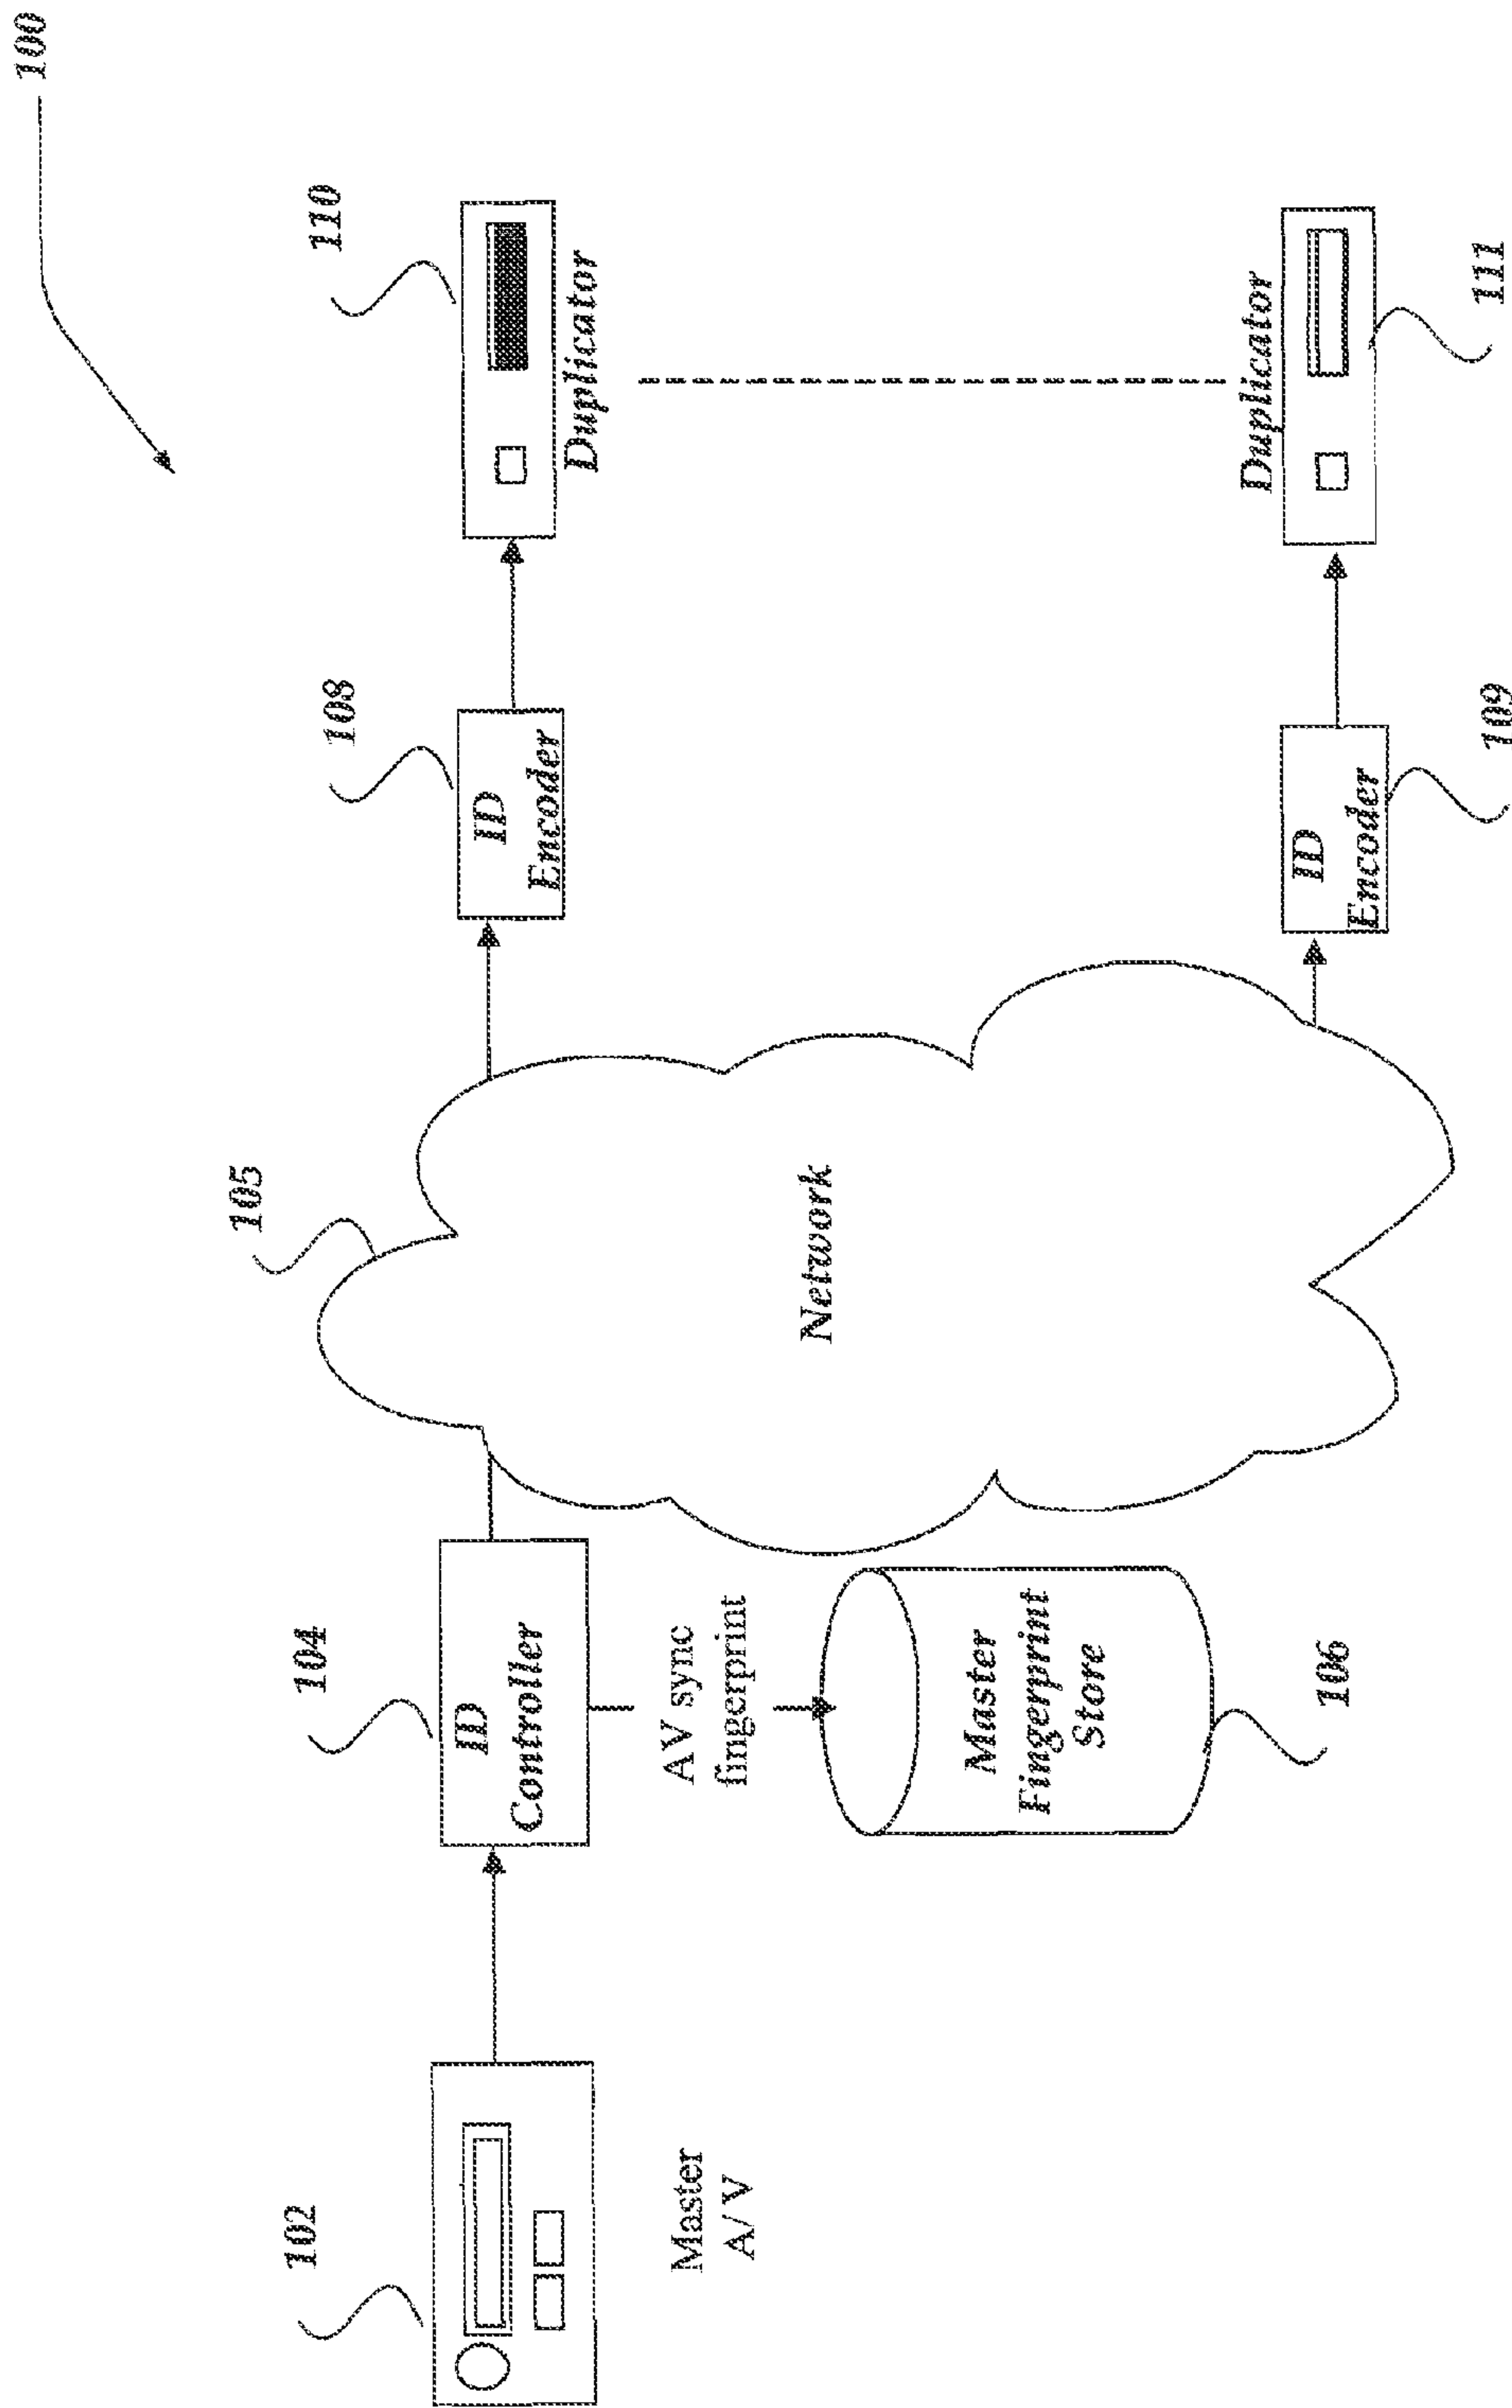 100
102
Master
A/V
104
ID
Controller
AV sync
fingerprint
Master
Fingerprint
Store
106
105
Network
108
ID
Encoder
110
Duplicator
ID
Encoder
109
Duplicator
111